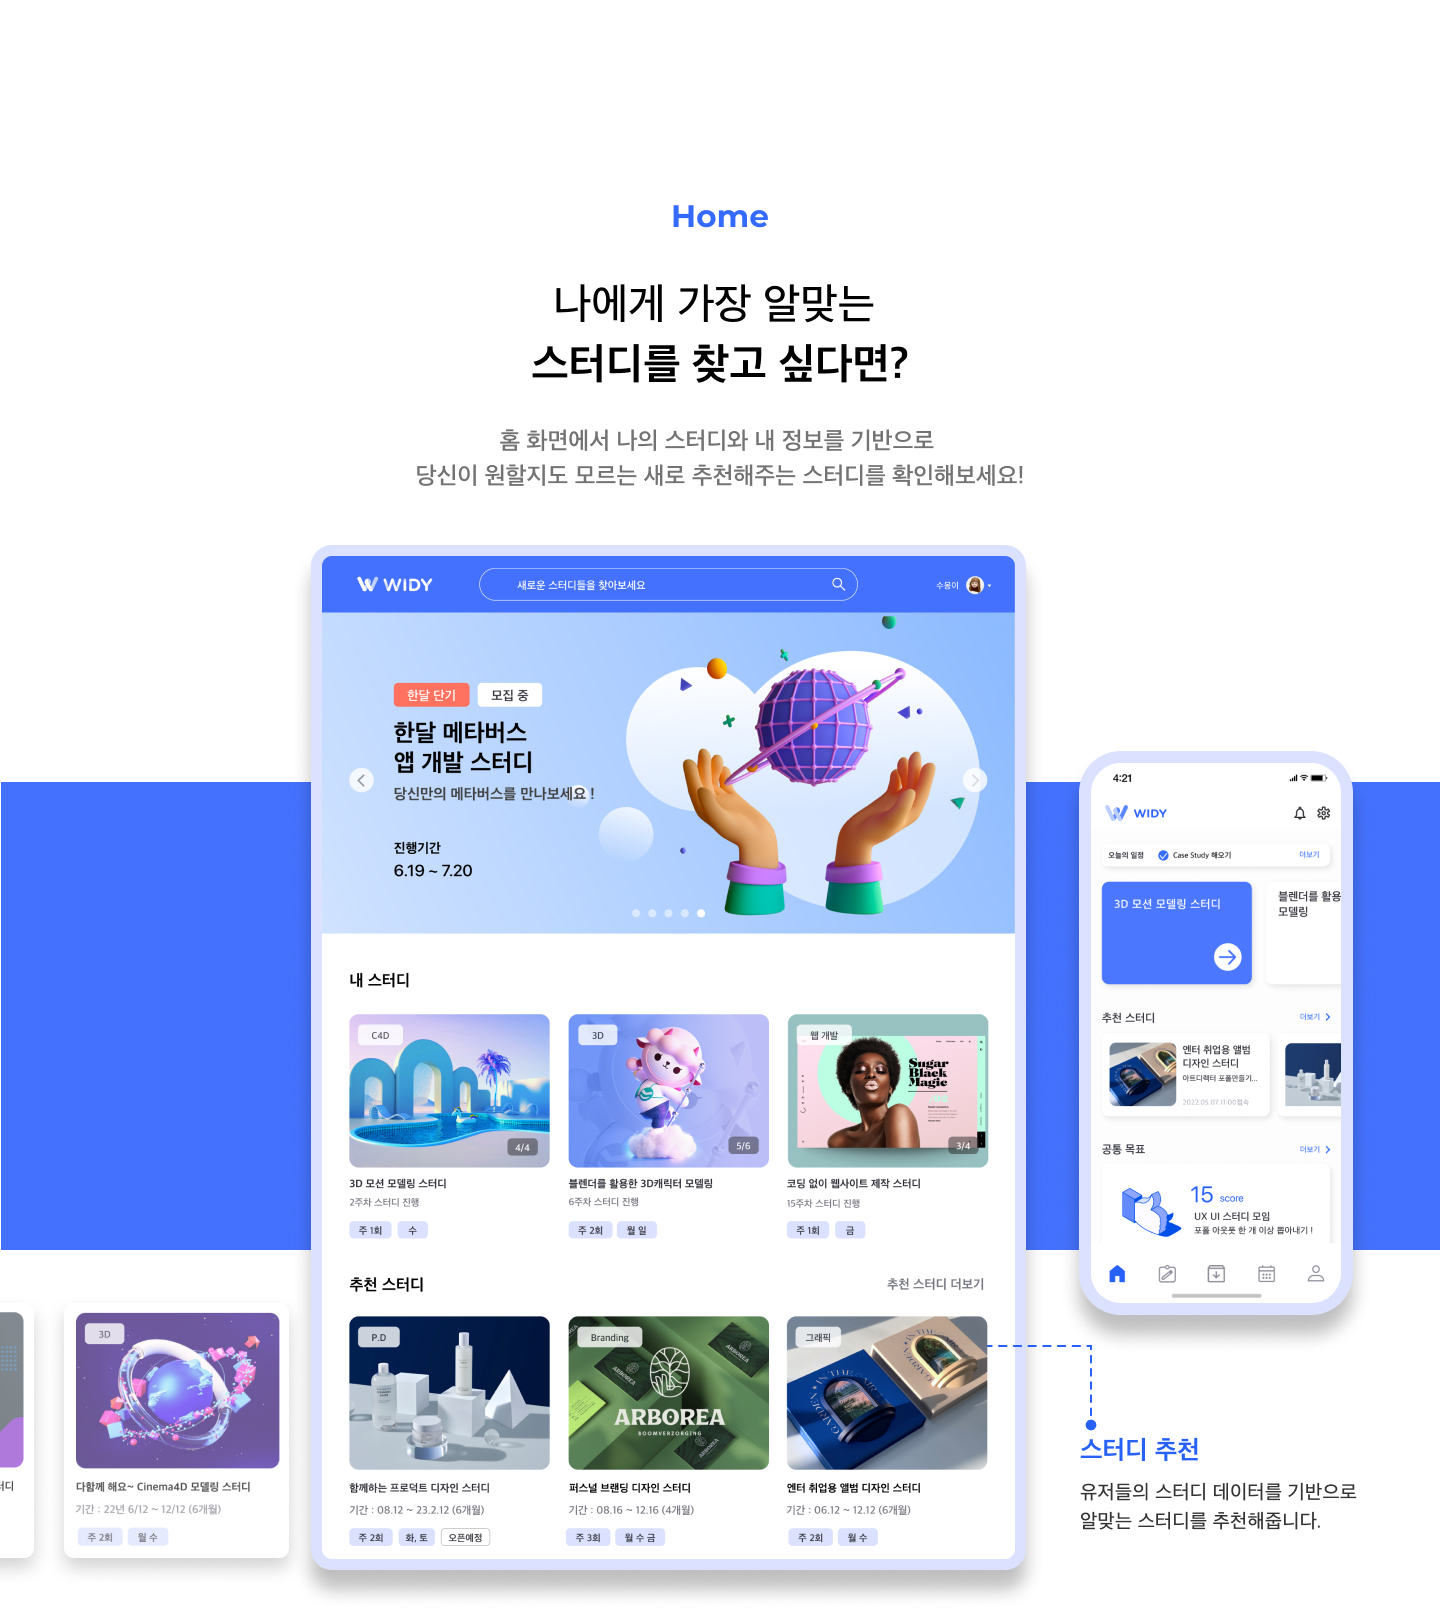 Home
나에게 가장 알맞는
스터디를 찾고 싶다면?
홈 화면에서 나의 스터디와 내 정보를 기반으로
당신이 원할지도 모르는 새로 추천해주는 스터디를 확인해보세요!
WIDY
새로운 스터디들을 찾아보세요
수몽이
한달 단기
모집 중
한달 메타버스
앱 개발 스터디
당신만의 메타버스를 만나보세요 !
진행기간
6.19 ~ 7.20
내 스터디
C4D
4/4
3D 모션 모델링 스터디
2주차 스터디 진행
주 1회
수
3D
5/6
블렌더를 활용한 3D캐릭터 모델링
6주차 스터디 진행
주 2회
월 일
웹 개발
Sugar
Black
Magic
3/4
코딩 없이 웹사이트 제작 스터디
15주차 스터디 진행
주 1회
금
추천 스터디
추천 스터디 더보기
P.D
함께하는 프로덕트 디자인 스터디
기간 : 08.12 ~ 23.2.12 (6개월)
주 2회
화, 토
오픈예정
Branding
ARBOREA
BOOMVERZORGING
퍼스널 브랜딩 디자인 스터디
기간 : 08.16 ~ 12.16 (4개월)
주 3회
월 수 금
그래픽
엔터 취업용 앨범 디자인 스터디
기간 : 06.12 ~ 12.12 (6개월)
주 2회
월 수
터디
3D
다함께 해요~ Cinema4D 모델링 스터디
기간 : 22년 6/12 ~ 12/12 (6개월)
주 2회
월 수
4:21
WIDY
오늘의 일정
Case Study 해오기
더보기
3D 모션 모델링 스터디
블렌더를 활용
모델링
추천 스터디
더보기
엔터 취업용 앨범
디자인 스터디
아트디렉터 포폴만들기...
2022.05.07.11:00접속
공통 목표
더보기
15 score
UX UI 스터디 모임
포폴 아웃풋 한 개 이상 뽑아내기 !
스터디 추천
유저들의 스터디 데이터를 기반으로
알맞는 스터디를 추천해줍니다.